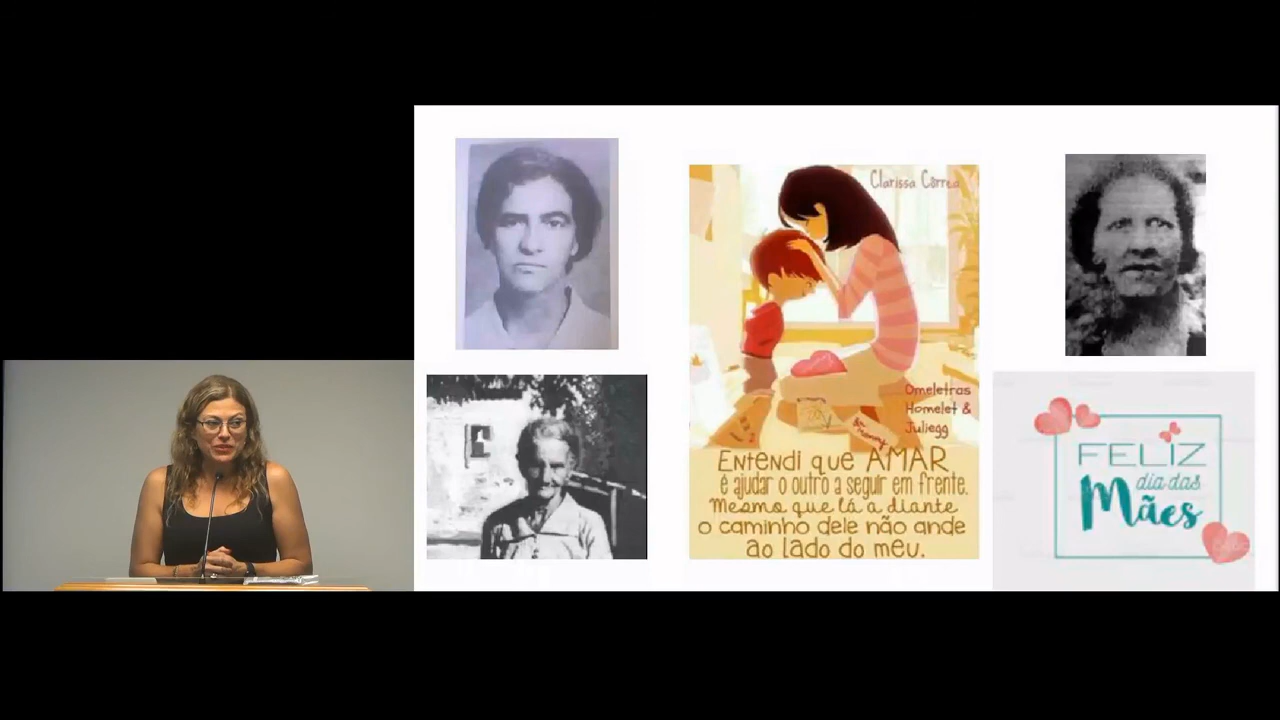 Clarissa Côrrea
Omeletras
Homelet &
Juliegg
Entendi que AMAR
é ajudar o outro a seguir em frente.
Mesmo que lá a diante
o caminho dele não ande
ao lado do meu.
FELIZ
dia das
Mães